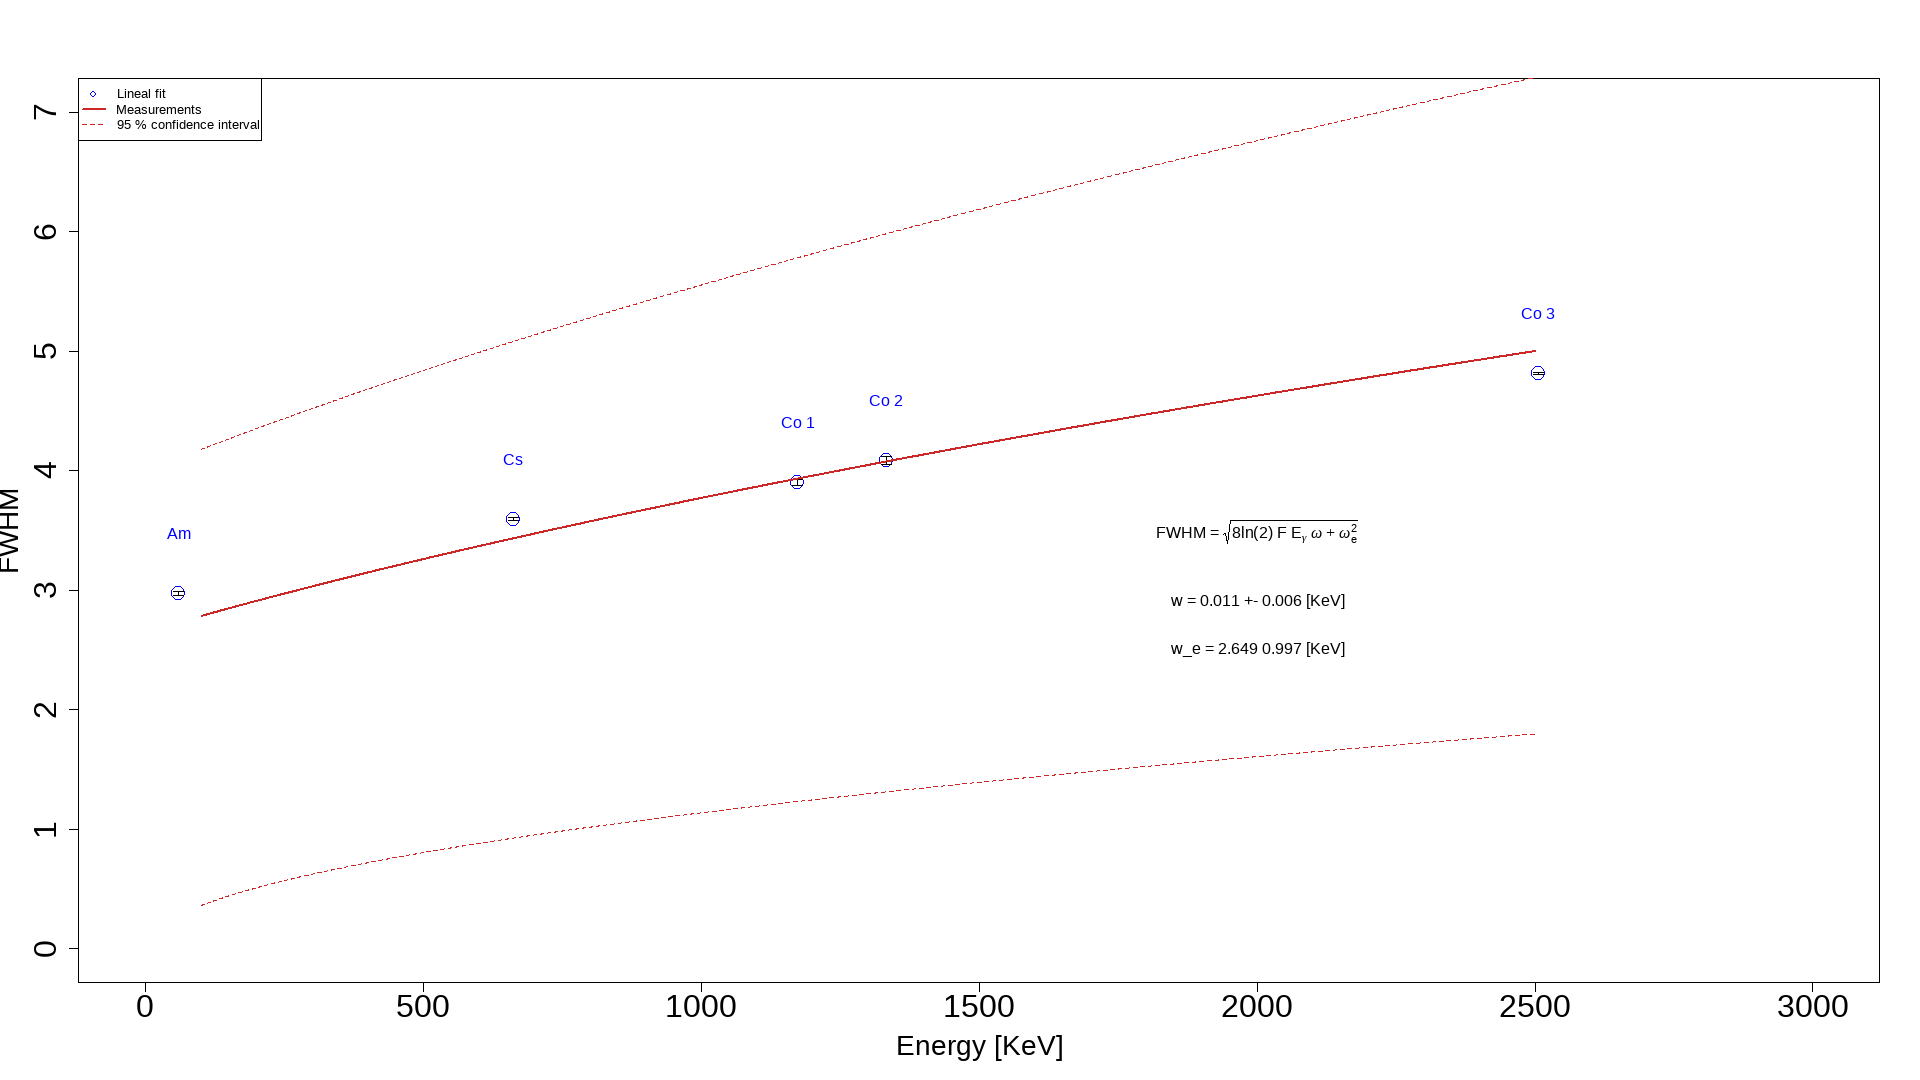 Lineal fit
Measurements
95 % confidence interval
7
6
5
4
3
2
1
0
FWHM
Am
Cs
Co 1
Co 2
Co 3
FWHM = √8ln(2) F Eγ ω + ωe²
w = 0.011 +- 0.006 [KeV]
w_e = 2.649 0.997 [KeV]
0 500 1000 1500 2000 2500 3000
Energy [KeV]